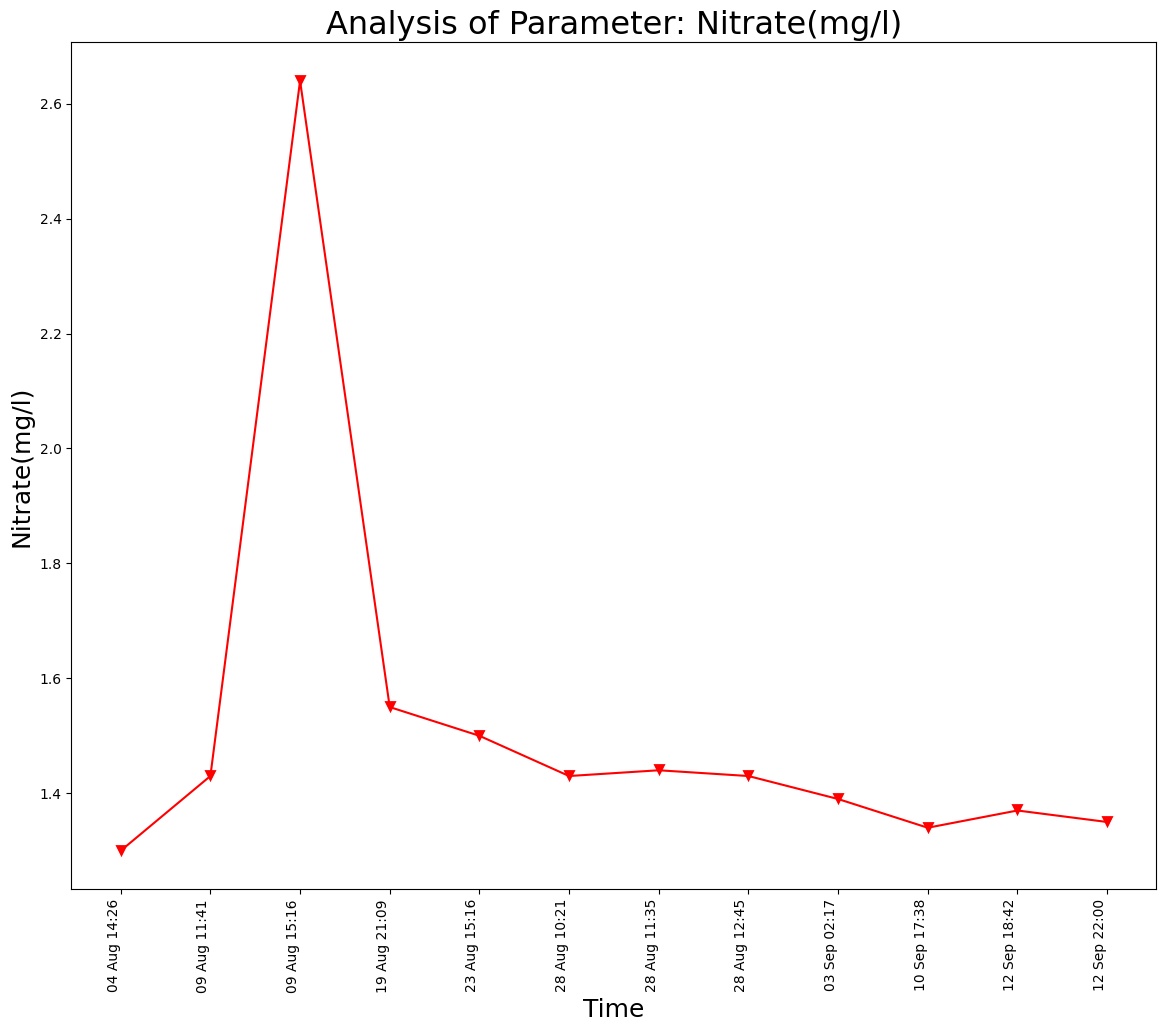 Analysis of Parameter: Nitrate(mg/l)
Nitrate(mg/l)
2.6
2.4
2.2
2.0
1.8
1.6
1.4
04 Aug 14:26
09 Aug 11:41
09 Aug 15:16
19 Aug 21:09
23 Aug 15:16
28 Aug 10:21
28 Aug 11:35
28 Aug 12:45
03 Sep 02:17
10 Sep 17:38
12 Sep 18:42
12 Sep 22:00
Time